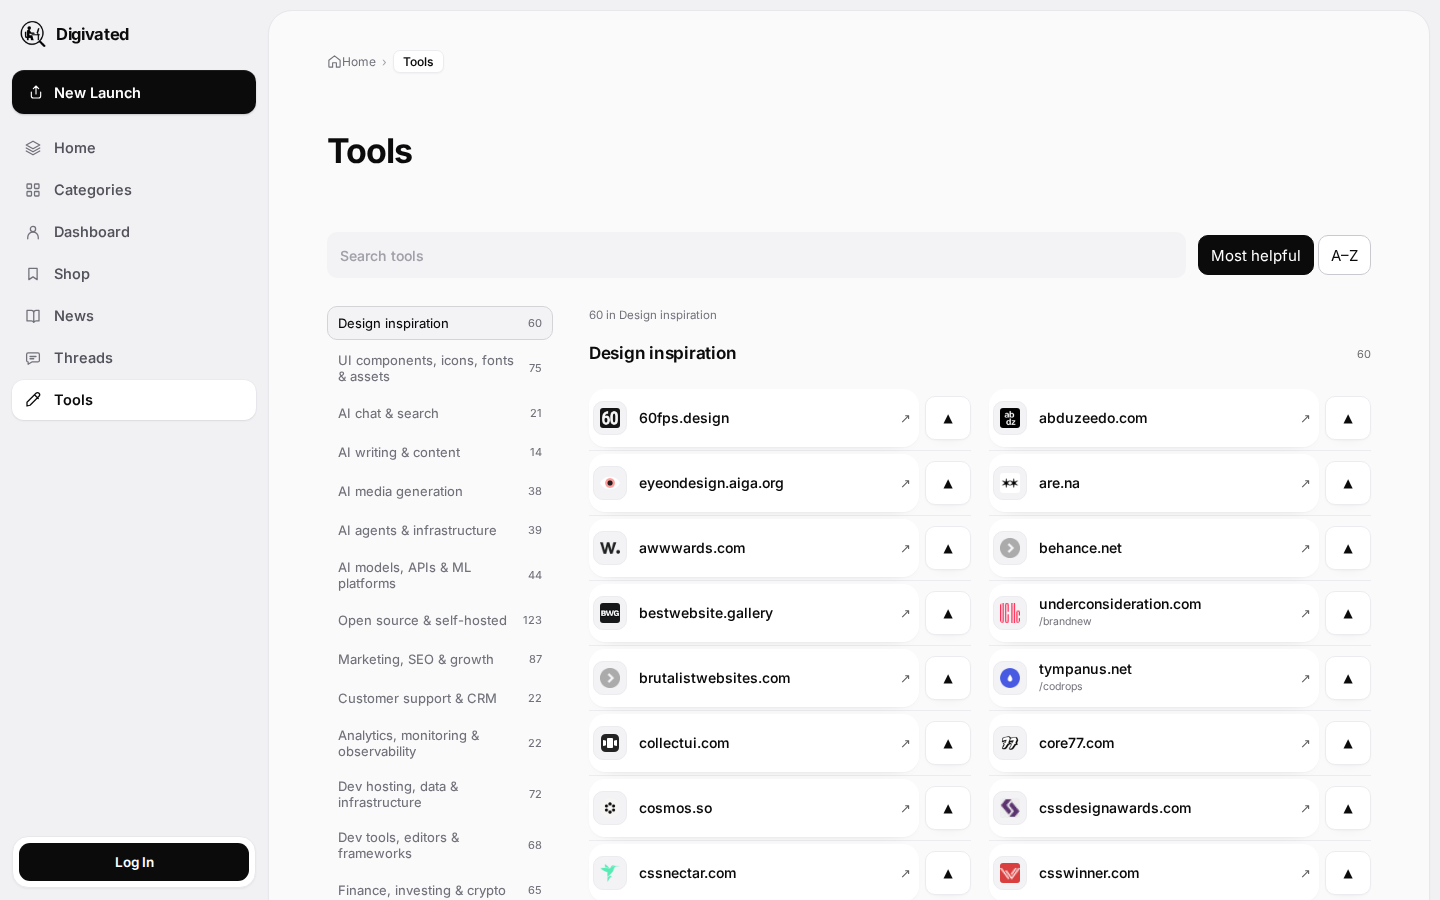 Digivated
New Launch
Home
Categories
Dashboard
Shop
News
Threads
Tools
Log In
Home › Tools
Tools
Search tools
Most helpful
A–Z
Design inspiration 60
UI components, icons, fonts
& assets 75
AI chat & search 21
AI writing & content 14
AI media generation 38
AI agents & infrastructure 39
AI models, APIs & ML
platforms 44
Open source & self-hosted 123
Marketing, SEO & growth 87
Customer support & CRM 22
Analytics, monitoring &
observability 22
Dev hosting, data &
infrastructure 72
Dev tools, editors &
frameworks 68
Finance, investing & crypto 65
60 in Design inspiration
Design inspiration 60
60 60fps.design ↗ ▲
ab dz abduzeedo.com ↗ ▲
eyeondesign.aiga.org ↗ ▲
are.na ↗ ▲
W. awwwards.com ↗ ▲
behance.net ↗ ▲
BWG bestwebsite.gallery ↗ ▲
underconsideration.com ↗ ▲
/brandnew
brutalistwebsites.com ↗ ▲
tympanus.net ↗ ▲
/codrops
collectui.com ↗ ▲
77 core77.com ↗ ▲
cosmos.so ↗ ▲
cssdesignawards.com ↗ ▲
cssnectar.com ↗ ▲
csswinner.com ↗ ▲